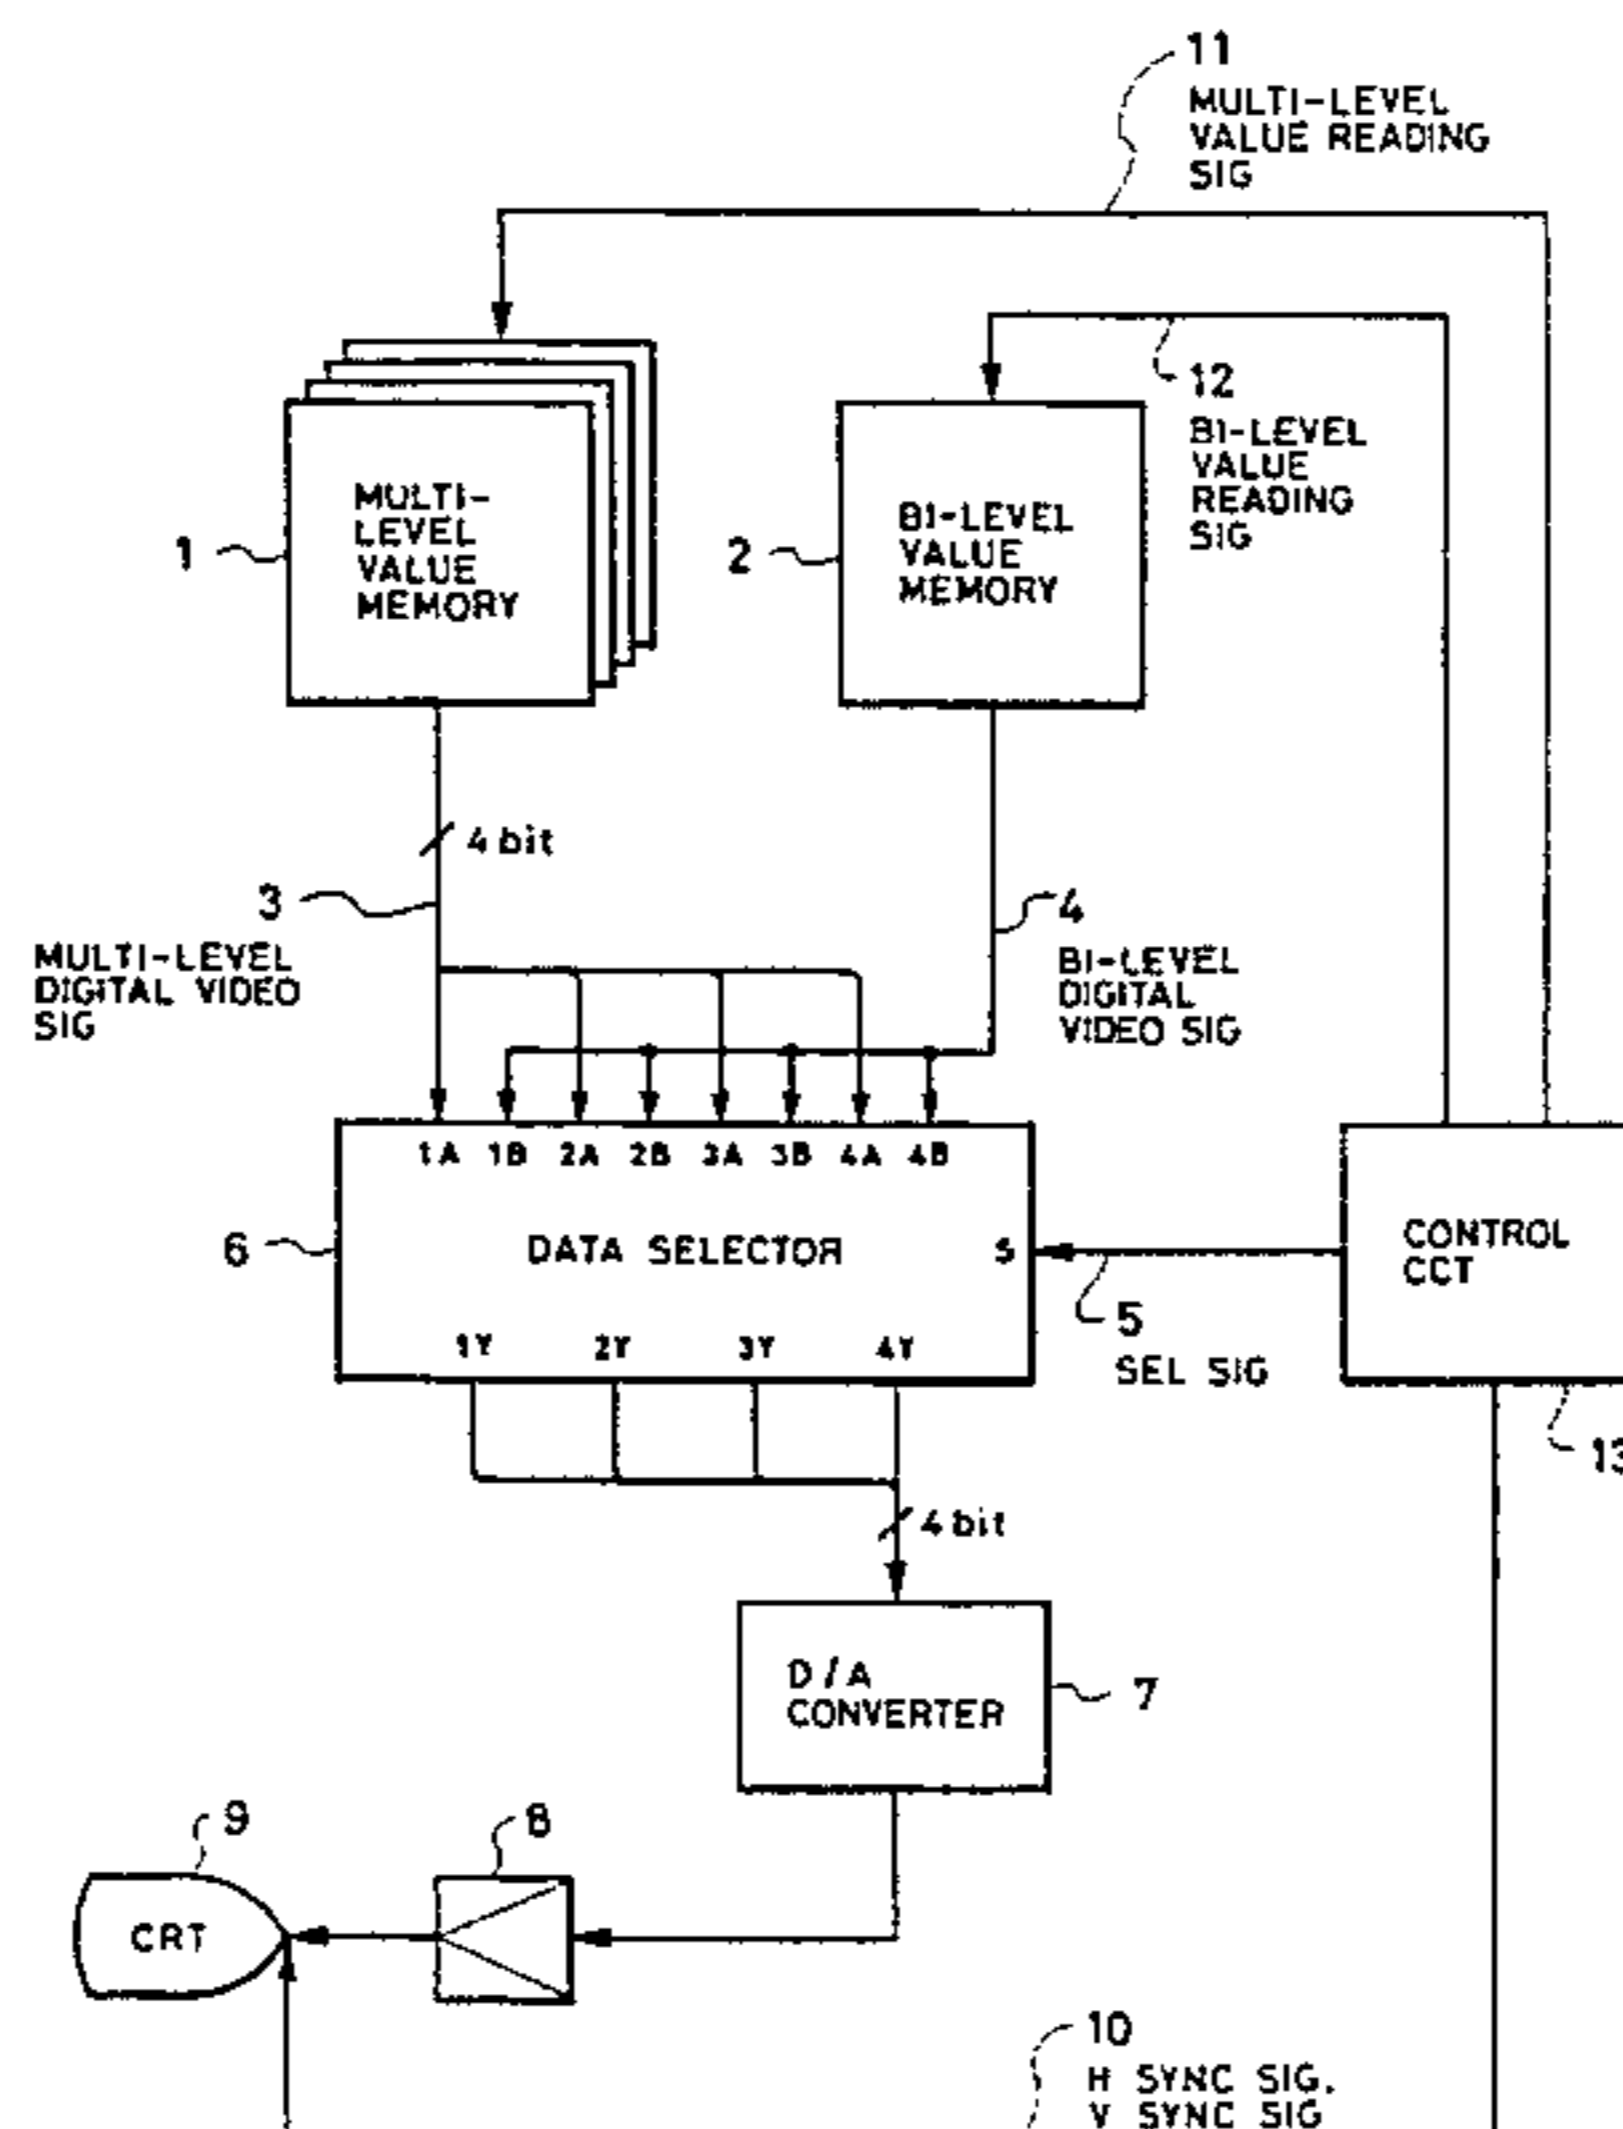 11
MULTI-LEVEL
VALUE READING
SIG
12
BI-LEVEL
VALUE
READING
SIG
1
MULTI-
LEVEL
VALUE
MEMORY
2
BI-LEVEL
VALUE
MEMORY
4 bit
3
MULTI-LEVEL
DIGITAL VIDEO
SIG
4
BI-LEVEL
DIGITAL
VIDEO SIG
1A 1B 2A 2B 3A 3B 4A 4B
6
DATA SELECTOR
S
CONTROL
CCT
5
SEL SIG
1Y 2Y 3Y 4Y
13
4 bit
D/A
CONVERTER
7
9
8
CRT
10
H SYNC SIG.
V SYNC SIG